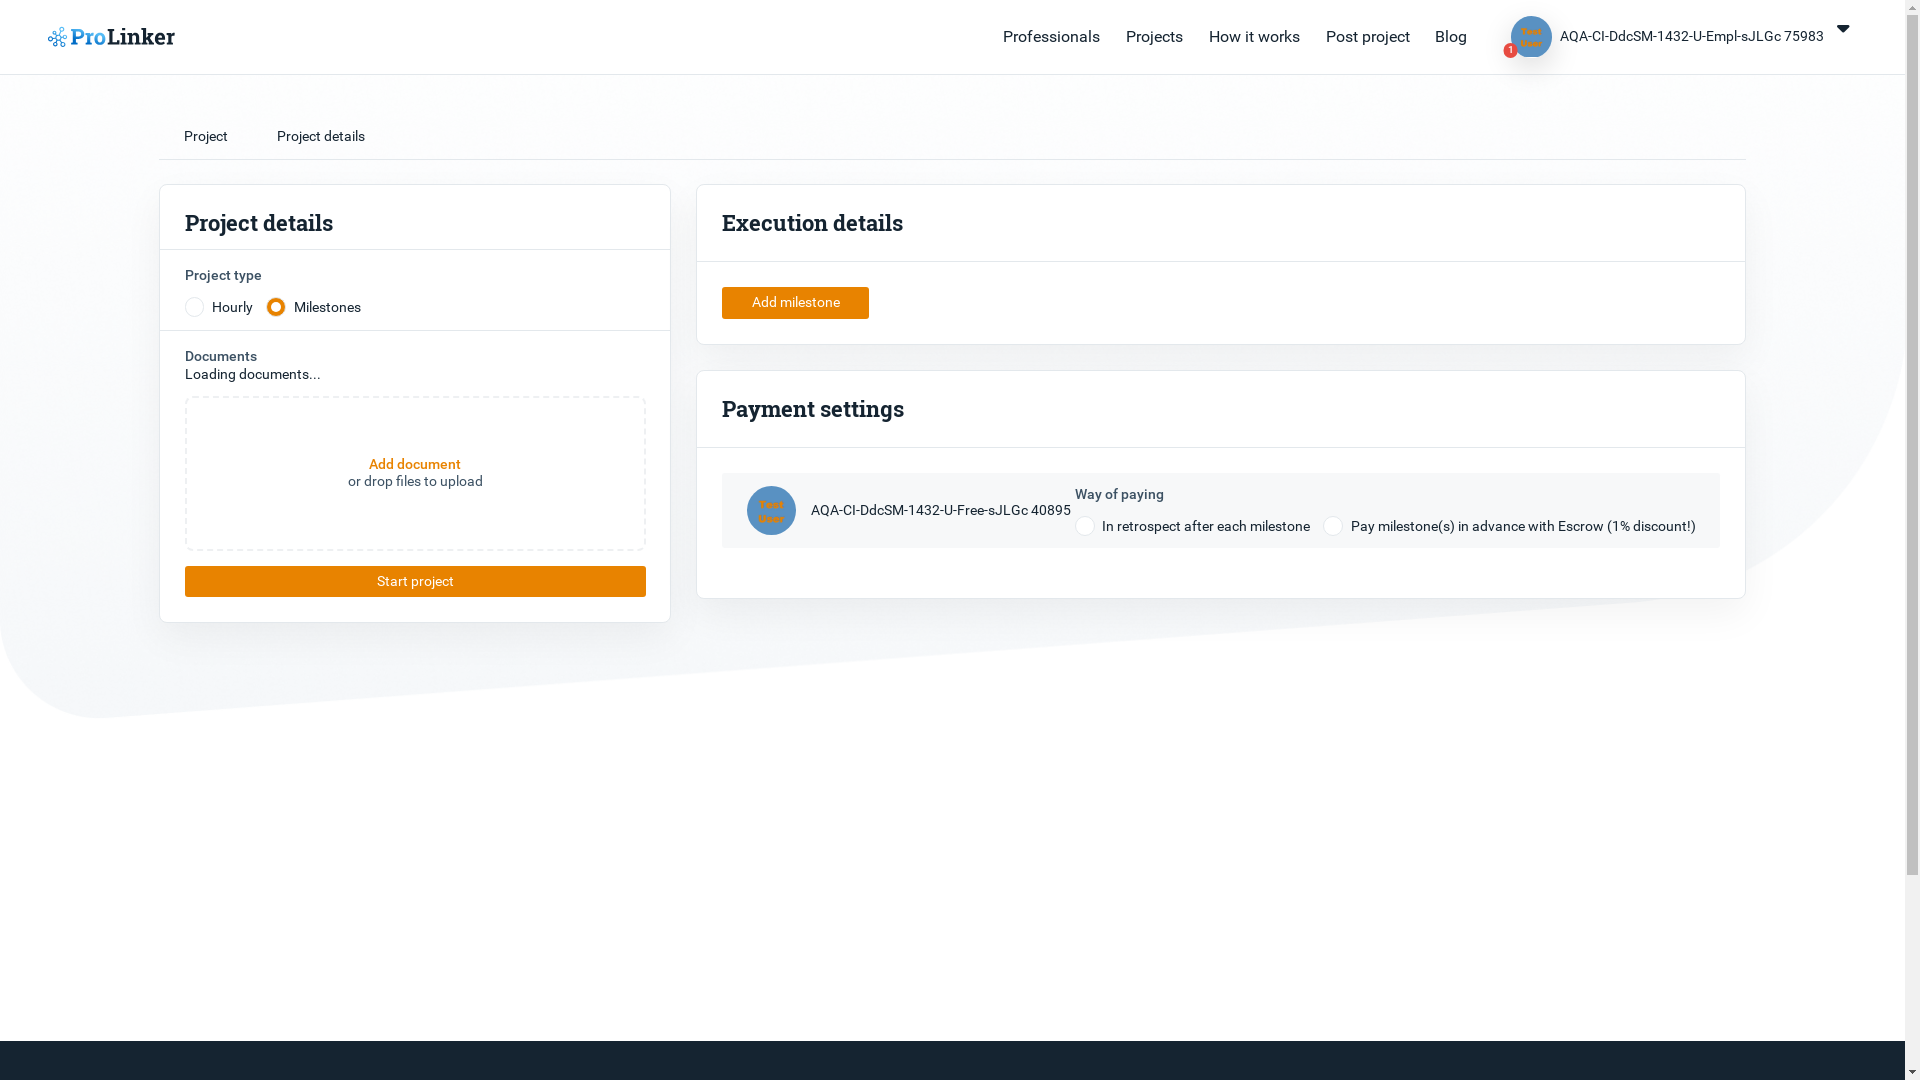 ProLinker
Professionals Projects How it works Post project Blog
Test User
1
AQA-CI-DdcSM-1432-U-Empl-sJLGc 75983
Project Project details
Project details
Project type
Hourly Milestones
Documents
Loading documents...
Add document
or drop files to upload
Start project
Execution details
Add milestone
Payment settings
Test
User
AQA-CI-DdcSM-1432-U-Free-sJLGc 40895
Way of paying
In retrospect after each milestone Pay milestone(s) in advance with Escrow (1% discount!)